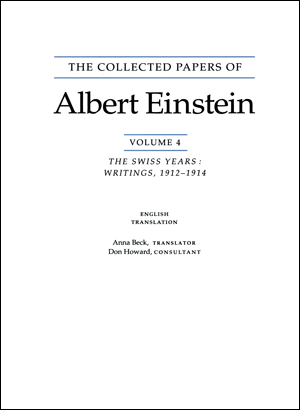 THE COLLECTED PAPERS OF
Albert Einstein
VOLUME 4
THE SWISS YEARS:
WRITINGS, 1912–1914
ENGLISH
TRANSLATION
Anna Beck, TRANSLATOR
Don Howard, CONSULTANT